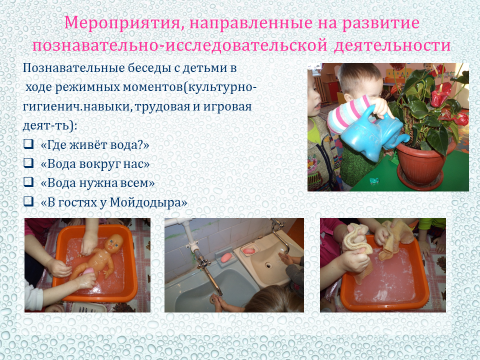 Мероприятия, направленные на развитие
познавательно-исследовательской деятельности
Познавательные беседы с детьми в
ходе режимных моментов(культурно-
гигиенич.навыки, трудовая и игровая
деят-ть):
«Где живёт вода?»
«Вода вокруг нас»
«Вода нужна всем»
«В гостях у Мойдодыра»